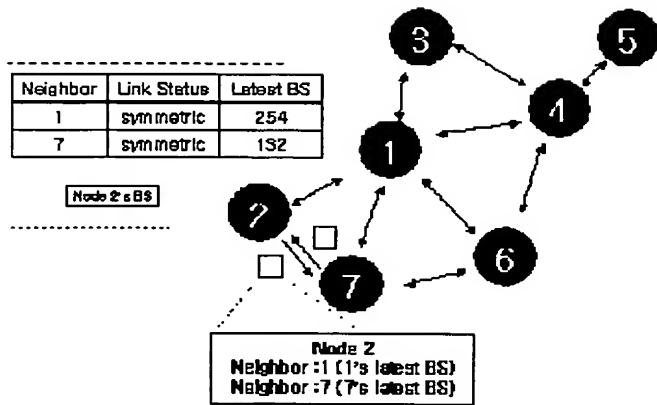 Neighbor Link Status Latest BS
1 symmetric 254
7 symmetric 132
Node 2's BS
3
5
4
1
2
6
7
Node 2
Neighbor :1 (1's latest BS)
Neighbor :7 (7's latest BS)